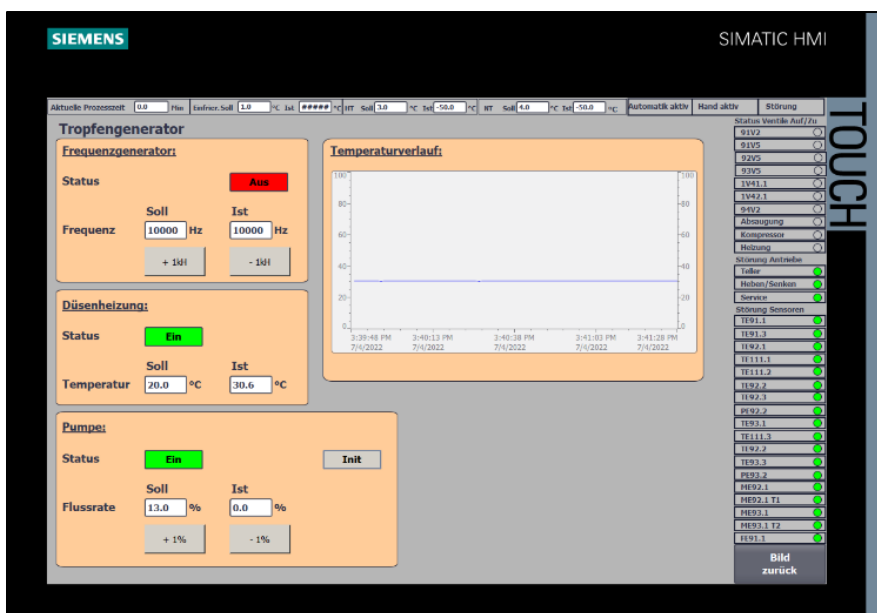 SIEMENS
SIMATIC HMI
TOUCH
Aktuelle Prozesszeit 0.0 Min Einfrier.Soll 1.0 °C Ist ##### °C HT Soll 3.0 °C Ist -50.0 °C NT Soll 4.0 °C Ist -50.0 °C Automatik aktiv Hand aktiv Störung
Tropfengenerator
Frequenzgenerator:
Status Aus
Soll Ist
Frequenz 10000 Hz 10000 Hz
+ 1kH - 1kH
Düsenheizung:
Status Ein
Soll Ist
Temperatur 20.0 °C 30.6 °C
Pumpe:
Status Ein Init
Soll Ist
Flussrate 13.0 % 0.0 %
+ 1% - 1%
Temperaturverlauf:
100 100
80 80
60 60
40 40
20 20
0 0
3:39:48 PM 3:40:13 PM 3:40:38 PM 3:41:03 PM 3:41:28 PM
7/4/2022 7/4/2022 7/4/2022 7/4/2022 7/4/2022
Status Ventile Auf/Zu
91V2
91V5
92V5
93V5
1V41.1
1V42.1
94V2
Absaugung
Kompressor
Heizung
Störung Antriebe
Teller
Heben/Senken
Service
Störung Sensoren
TE91.1
TE91.3
TE92.1
TE111.1
TE111.2
TE92.2
TE92.3
PE92.2
TE93.1
TE111.3
TE92.2
TE93.3
PE93.2
ME92.1
ME92.1 T1
ME93.1
ME93.1 T2
FE91.1
Bild
zurück